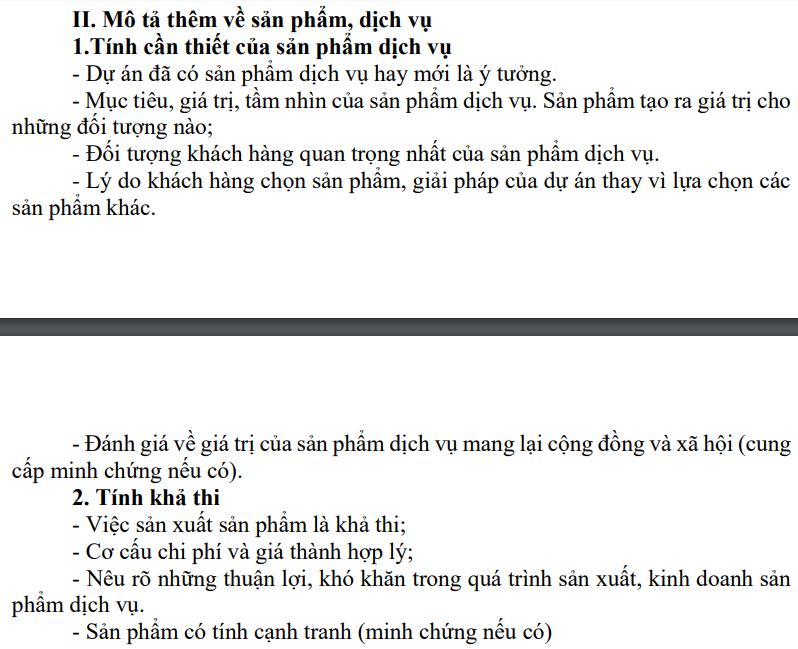 II. Mô tả thêm về sản phẩm, dịch vụ
1.Tính cần thiết của sản phẩm dịch vụ
- Dự án đã có sản phẩm dịch vụ hay mới là ý tưởng.
- Mục tiêu, giá trị, tầm nhìn của sản phẩm dịch vụ. Sản phẩm tạo ra giá trị cho
những đối tượng nào;
- Đối tượng khách hàng quan trọng nhất của sản phẩm dịch vụ.
- Lý do khách hàng chọn sản phẩm, giải pháp của dự án thay vì lựa chọn các
sản phẩm khác.
- Đánh giá về giá trị của sản phẩm dịch vụ mang lại cộng đồng và xã hội (cung
cấp minh chứng nếu có).
2. Tính khả thi
- Việc sản xuất sản phẩm là khả thi;
- Cơ cấu chi phí và giá thành hợp lý;
- Nêu rõ những thuận lợi, khó khăn trong quá trình sản xuất, kinh doanh sản
phẩm dịch vụ.
- Sản phẩm có tính cạnh tranh (minh chứng nếu có)